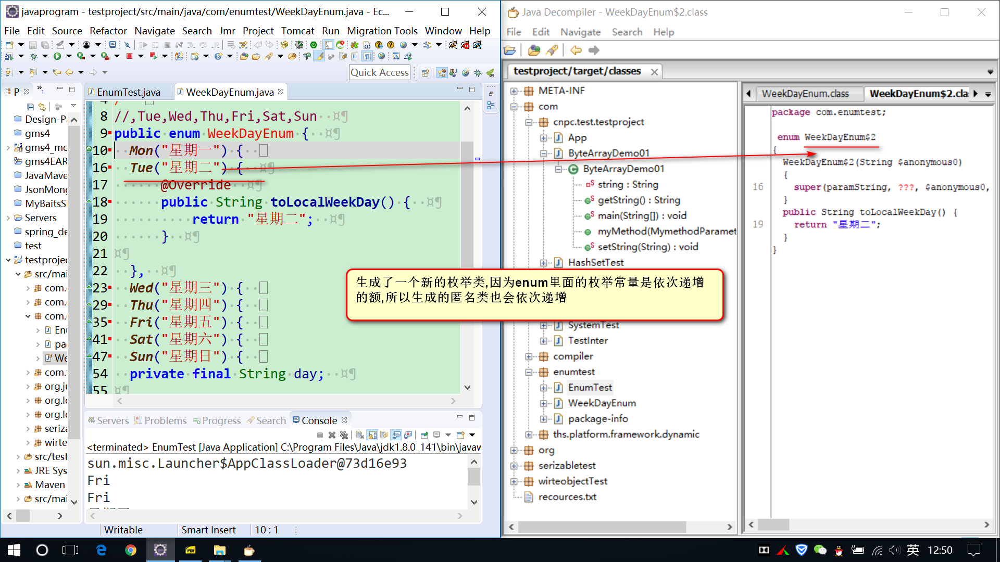 javaprogram - testproject/src/main/java/com/enumtest/WeekDayEnum.java - Ec...
File Edit Source Refactor Navigate Search Jmr Project Tomcat Run Migration Tools Window Help
Quick Access
P
Design-Pa
gms4
gms4_mo
gms4EAR
JavaMave
JsonMong
MyBaitsSi
Servers
spring_de
test
testprojec
src/mai
com.
com.
com.
Enu
pac
We
com.
org.ju
org.lo
org.lo
seriza
wirte
src/test
JRE Sys
Maven
src/mai
EnumTest.java
WeekDayEnum.java
8 //,Tue,Wed,Thu,Fri,Sat,Sun ¤¶
9 public enum WeekDayEnum { ¤¶
10 Mon("星期一") {
16 Tue("星期二") { ¤¶
17 @Override ¤¶
18 public String toLocalWeekDay() { ¤¶
19 return "星期二"; ¤¶
20 } ¤¶
21 ¤¶
22 }, ¤¶
23 Wed("星期三") {
29 Thu("星期四") {
35 Fri("星期五") {
41 Sat("星期六") {
47 Sun("星期日") {
54 private final String day; ¤¶
55 ¤¶
Servers Problems Progress Search Console
<terminated> EnumTest [Java Application] C:\Program Files\Java\jdk1.8.0_141\bin\javaw
sun.misc.Launcher$AppClassLoader@73d16e93
Fri
Fri
Writable
Smart Insert
10 : 1
生成了一个新的枚举类,因为enum里面的枚举常量是依次递增
的额,所以生成的匿名类也会依次递增
Java Decompiler - WeekDayEnum$2.class
File Edit Navigate Search Help
testproject/target/classes
META-INF
com
cnpc.test.testproject
App
ByteArrayDemo01
ByteArrayDemo01
string : String
getString() : String
main(String[]) : void
myMethod(MymethodParamet
setString(String) : void
HashSetTest
SystemTest
TestInter
compiler
enumtest
EnumTest
WeekDayEnum
package-info
ths.platform.framework.dynamic
org
serizabletest
wirteobjectTest
recources.txt
WeekDayEnum.class
WeekDayEnum$2.cla
package com.enumtest;
enum WeekDayEnum$2
{
WeekDayEnum$2(String $anonymous0)
{
16 super(paramString, ???, $anonymous0,
}
public String toLocalWeekDay() {
19 return "星期二";
}
}
英
12:50